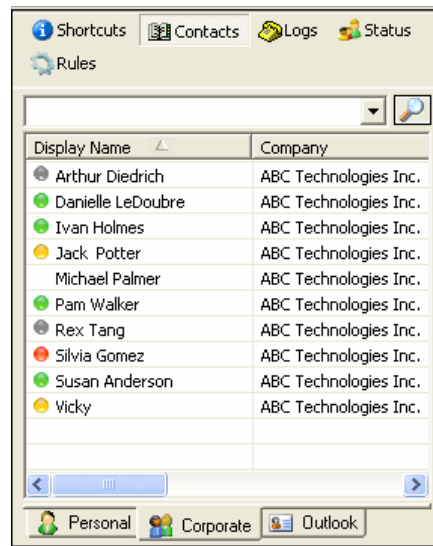 Shortcuts Contacts Logs Status
Rules
Display Name Company
Arthur Diedrich ABC Technologies Inc.
Danielle LeDoubre ABC Technologies Inc.
Ivan Holmes ABC Technologies Inc.
Jack Potter ABC Technologies Inc.
Michael Palmer ABC Technologies Inc.
Pam Walker ABC Technologies Inc.
Rex Tang ABC Technologies Inc.
Silvia Gomez ABC Technologies Inc.
Susan Anderson ABC Technologies Inc.
Vicky ABC Technologies Inc.
Personal Corporate Outlook